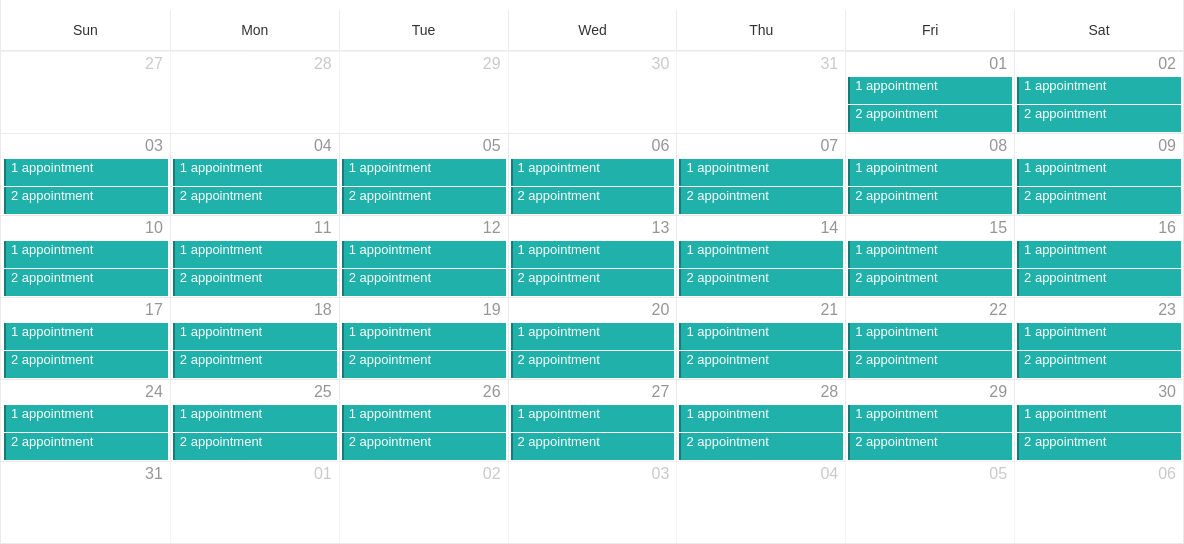 Sun Mon Tue Wed Thu Fri Sat
27 28 29 30 31 01 02
1 appointment 1 appointment
2 appointment 2 appointment
03 04 05 06 07 08 09
1 appointment 1 appointment 1 appointment 1 appointment 1 appointment 1 appointment 1 appointment
2 appointment 2 appointment 2 appointment 2 appointment 2 appointment 2 appointment 2 appointment
10 11 12 13 14 15 16
1 appointment 1 appointment 1 appointment 1 appointment 1 appointment 1 appointment 1 appointment
2 appointment 2 appointment 2 appointment 2 appointment 2 appointment 2 appointment 2 appointment
17 18 19 20 21 22 23
1 appointment 1 appointment 1 appointment 1 appointment 1 appointment 1 appointment 1 appointment
2 appointment 2 appointment 2 appointment 2 appointment 2 appointment 2 appointment 2 appointment
24 25 26 27 28 29 30
1 appointment 1 appointment 1 appointment 1 appointment 1 appointment 1 appointment 1 appointment
2 appointment 2 appointment 2 appointment 2 appointment 2 appointment 2 appointment 2 appointment
31 01 02 03 04 05 06